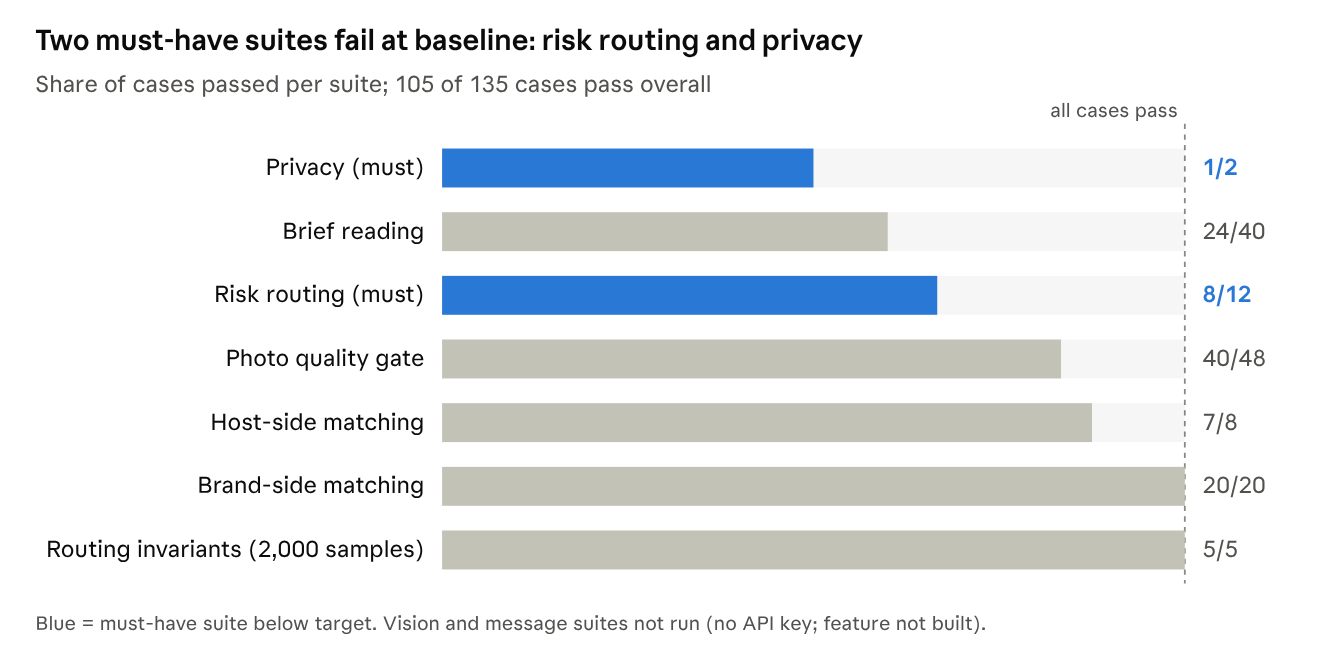 Two must-have suites fail at baseline: risk routing and privacy
Share of cases passed per suite; 105 of 135 cases pass overall
all cases pass
Privacy (must) 1/2
Brief reading 24/40
Risk routing (must) 8/12
Photo quality gate 40/48
Host-side matching 7/8
Brand-side matching 20/20
Routing invariants (2,000 samples) 5/5
Blue = must-have suite below target. Vision and message suites not run (no API key; feature not built).